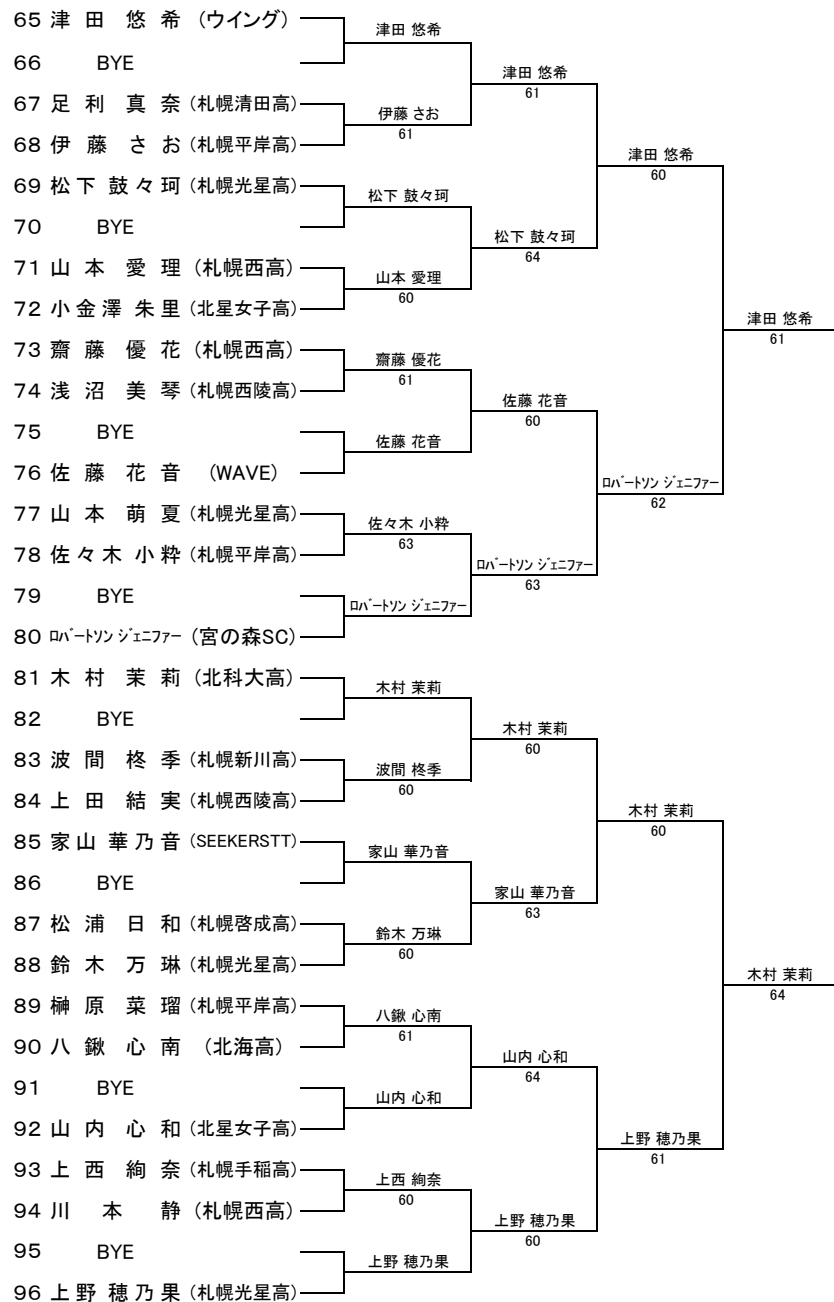 65 津田 悠希 (ウイング)
66 BYE
67 足利 真奈 (札幌清田高)
68 伊藤 さお (札幌平岸高)
69 松下 鼓々珂 (札幌光星高)
70 BYE
71 山本 愛理 (札幌西高)
72 小金澤 朱里 (北星女子高)
73 齋藤 優花 (札幌西高)
74 浅沼 美琴 (札幌西陵高)
75 BYE
76 佐藤 花音 (WAVE)
77 山本 萌夏 (札幌光星高)
78 佐々木 小粋 (札幌平岸高)
79 BYE
80 ロバートソン ジェニファー (宮の森SC)
81 木村 茉莉 (北科大高)
82 BYE
83 波間 柊季 (札幌新川高)
84 上田 結実 (札幌西陵高)
85 家山 華乃音 (SEEKERSTT)
86 BYE
87 松浦 日和 (札幌啓成高)
88 鈴木 万琳 (札幌光星高)
89 榊原 菜瑠 (札幌平岸高)
90 八鍬 心南 (北海高)
91 BYE
92 山内 心和 (北星女子高)
93 上西 絢奈 (札幌手稲高)
94 川本 静 (札幌西高)
95 BYE
96 上野 穂乃果 (札幌光星高)
津田 悠希
伊藤 さお
61
松下 鼓々珂
山本 愛理
60
齋藤 優花
61
佐藤 花音
佐々木 小粋
63
ロバートソン ジェニファー
木村 茉莉
波間 柊季
60
家山 華乃音
鈴木 万琳
60
八鍬 心南
61
山内 心和
上西 絢奈
60
上野 穂乃果
津田 悠希
61
松下 鼓々珂
64
佐藤 花音
60
ロバートソン ジェニファー
63
木村 茉莉
60
家山 華乃音
63
山内 心和
64
上野 穂乃果
60
津田 悠希
60
ロバートソン ジェニファー
62
木村 茉莉
60
上野 穂乃果
61
津田 悠希
61
木村 茉莉
64